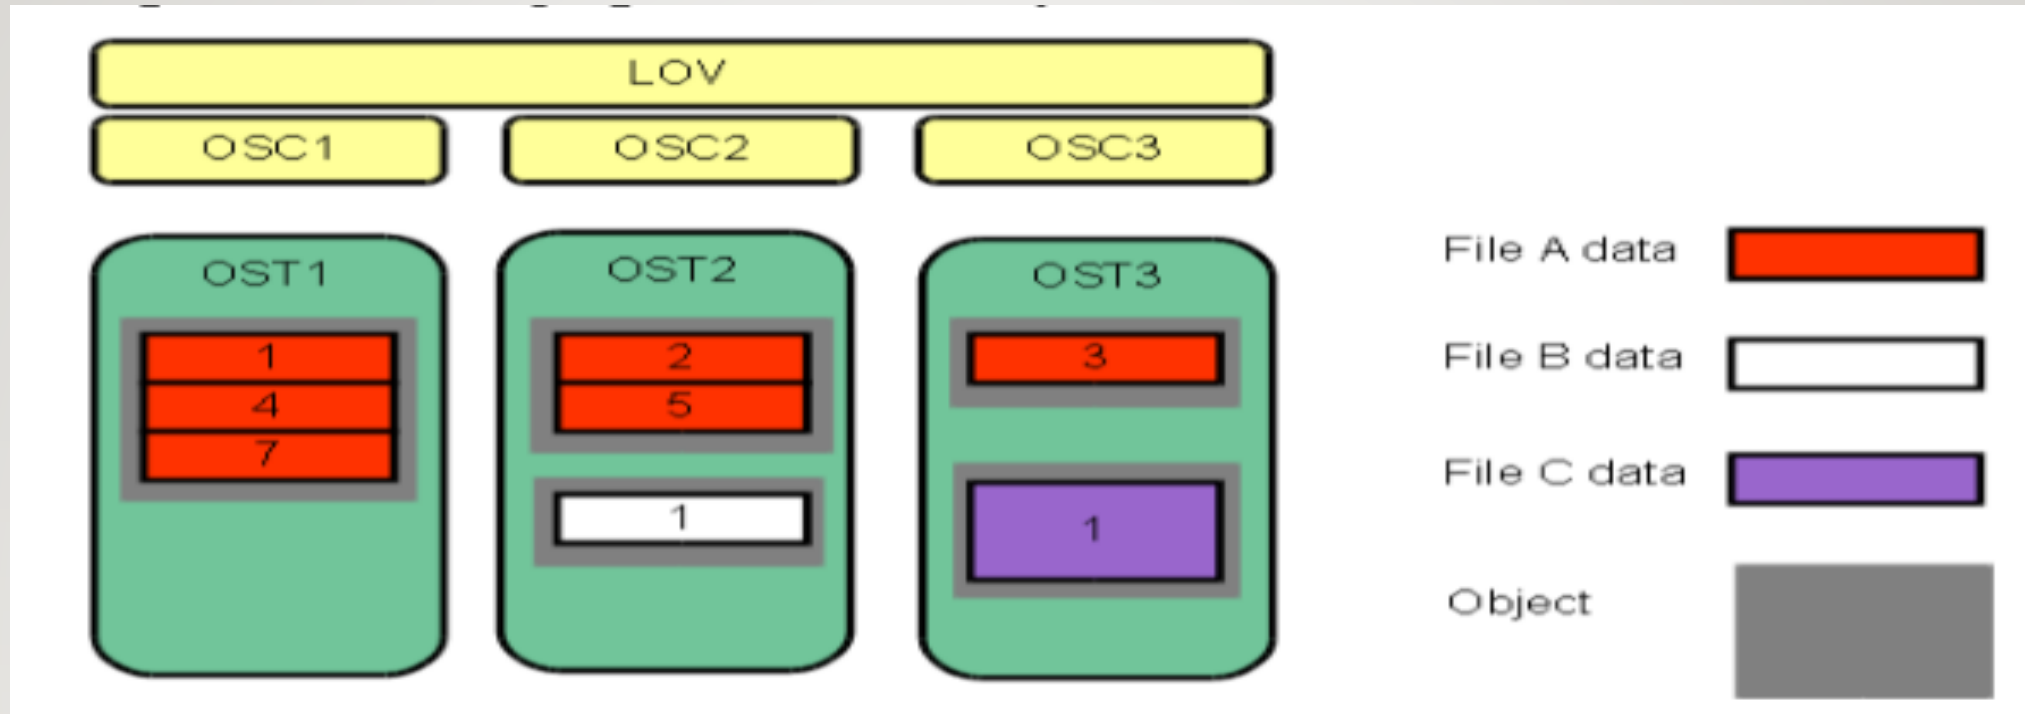 LOV
OSC1 OSC2 OSC3
OST1 OST2 OST3
1 2 3
4 5
7
1 1
File A data
File B data
File C data
Object